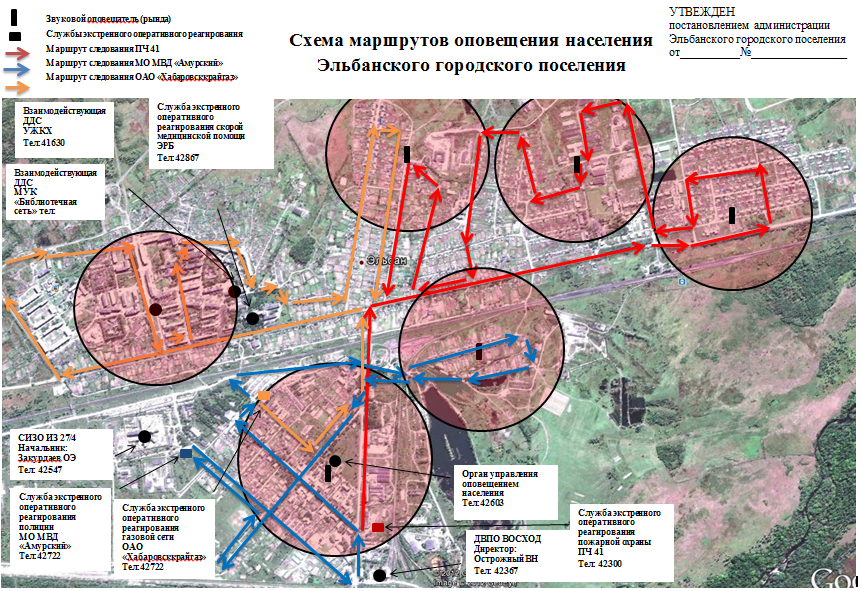 Звуковой оповещатель (рында)
Службы экстренного оперативного реагирования
Маршрут следования ПЧ 41
Маршрут следования МО МВД «Амурский»
Маршрут следования ОАО «Хабаровсккрайгаз»
Схема маршрутов оповещения населения
Эльбанского городского поселения
УТВЕЖДЕН
постановлением администрации
Эльбанского городского поселения
от___________№_________________
Взаимодействующая
ДДС
УЖКХ
Тел:41630
Служба экстренного
оперативного
реагирования скорой
медицинской помощи
ЭРБ
Тел: 42867
Взаимодействующая
ДДС
МУК
«Библиотечная
сеть» тел:
Эльбан
СИЗО ИЗ 27/4
Начальник:
Закурдаев ОЭ
Тел: 42547
Служба экстренного
оперативного
реагирования
полиции
МО МВД
«Амурский»
Тел: 42722
Служба экстренного
оперативного
реагирования
газовой сети
ОАО
«Хабаровсккрайгаз»
Тел: 42722
Орган управления
оповещением
населения
Тел:42603
ДВПО ВОСХОД
Директор:
Острожный ВН
Тел: 42367
Служба экстренного
оперативного
реагирования
пожарной охраны
ПЧ 41
Тел: 42300
Goo